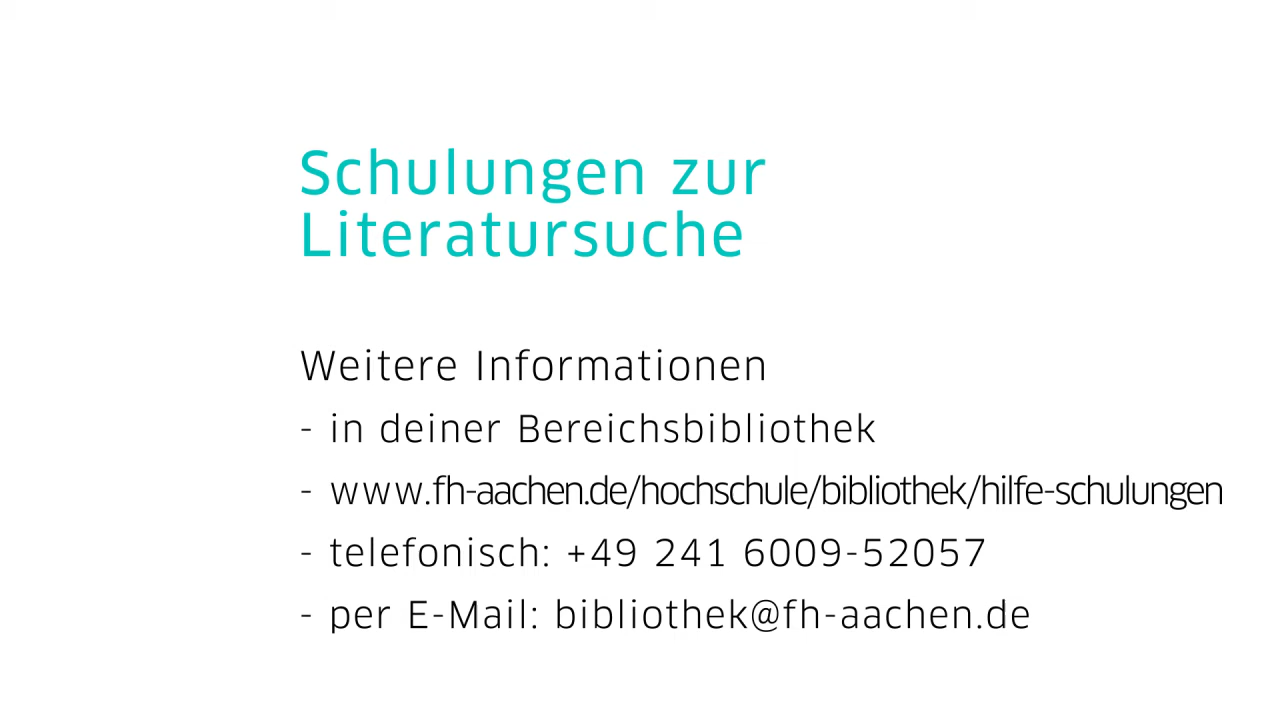 Schulungen zur
Literatursuche
Weitere Informationen
- in deiner Bereichsbibliothek
- www.fh-aachen.de/hochschule/bibliothek/hilfe-schulungen
- telefonisch: +49 241 6009-52057
- per E-Mail: bibliothek@fh-aachen.de